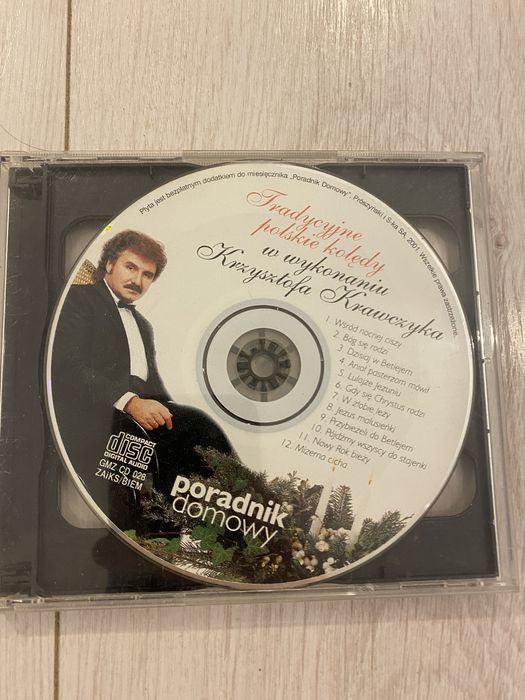 Płyta jest bezpłatnym dodatkiem do miesięcznika „Poradnik Domowy” Prószyński i S-ka SA, 2001. Wszelkie prawa zastrzeżone.
Tradycyjne
polskie kolędy
w wykonaniu
Krzysztofa Krawczyka
1. Wśród nocnej ciszy
2. Bóg się rodzi
3. Dzisiaj w Betlejem
4. Anioł pasterzom mówił
5. Lulajże Jezuniu
6. Gdy się Chrystus rodzi
7. W żłobie leży
8. Jezus malusieńki
9. Przybieżeli do Betlejem
10. Pójdźmy wszyscy do stajenki
11. Nowy Rok bieży
12. Mizerna cicha
COMPACT
disc
DIGITAL AUDIO
GMZ CD 026
ZAiKS/BIEM
poradnik
domowy